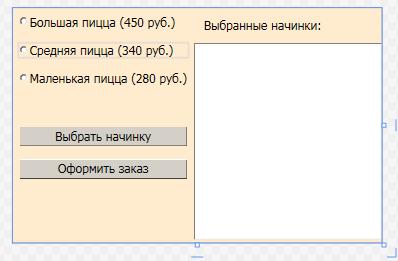 Большая пицца (450 руб.)
Средняя пицца (340 руб.)
Маленькая пицца (280 руб.)
Выбрать начинку
Оформить заказ
Выбранные начинки: